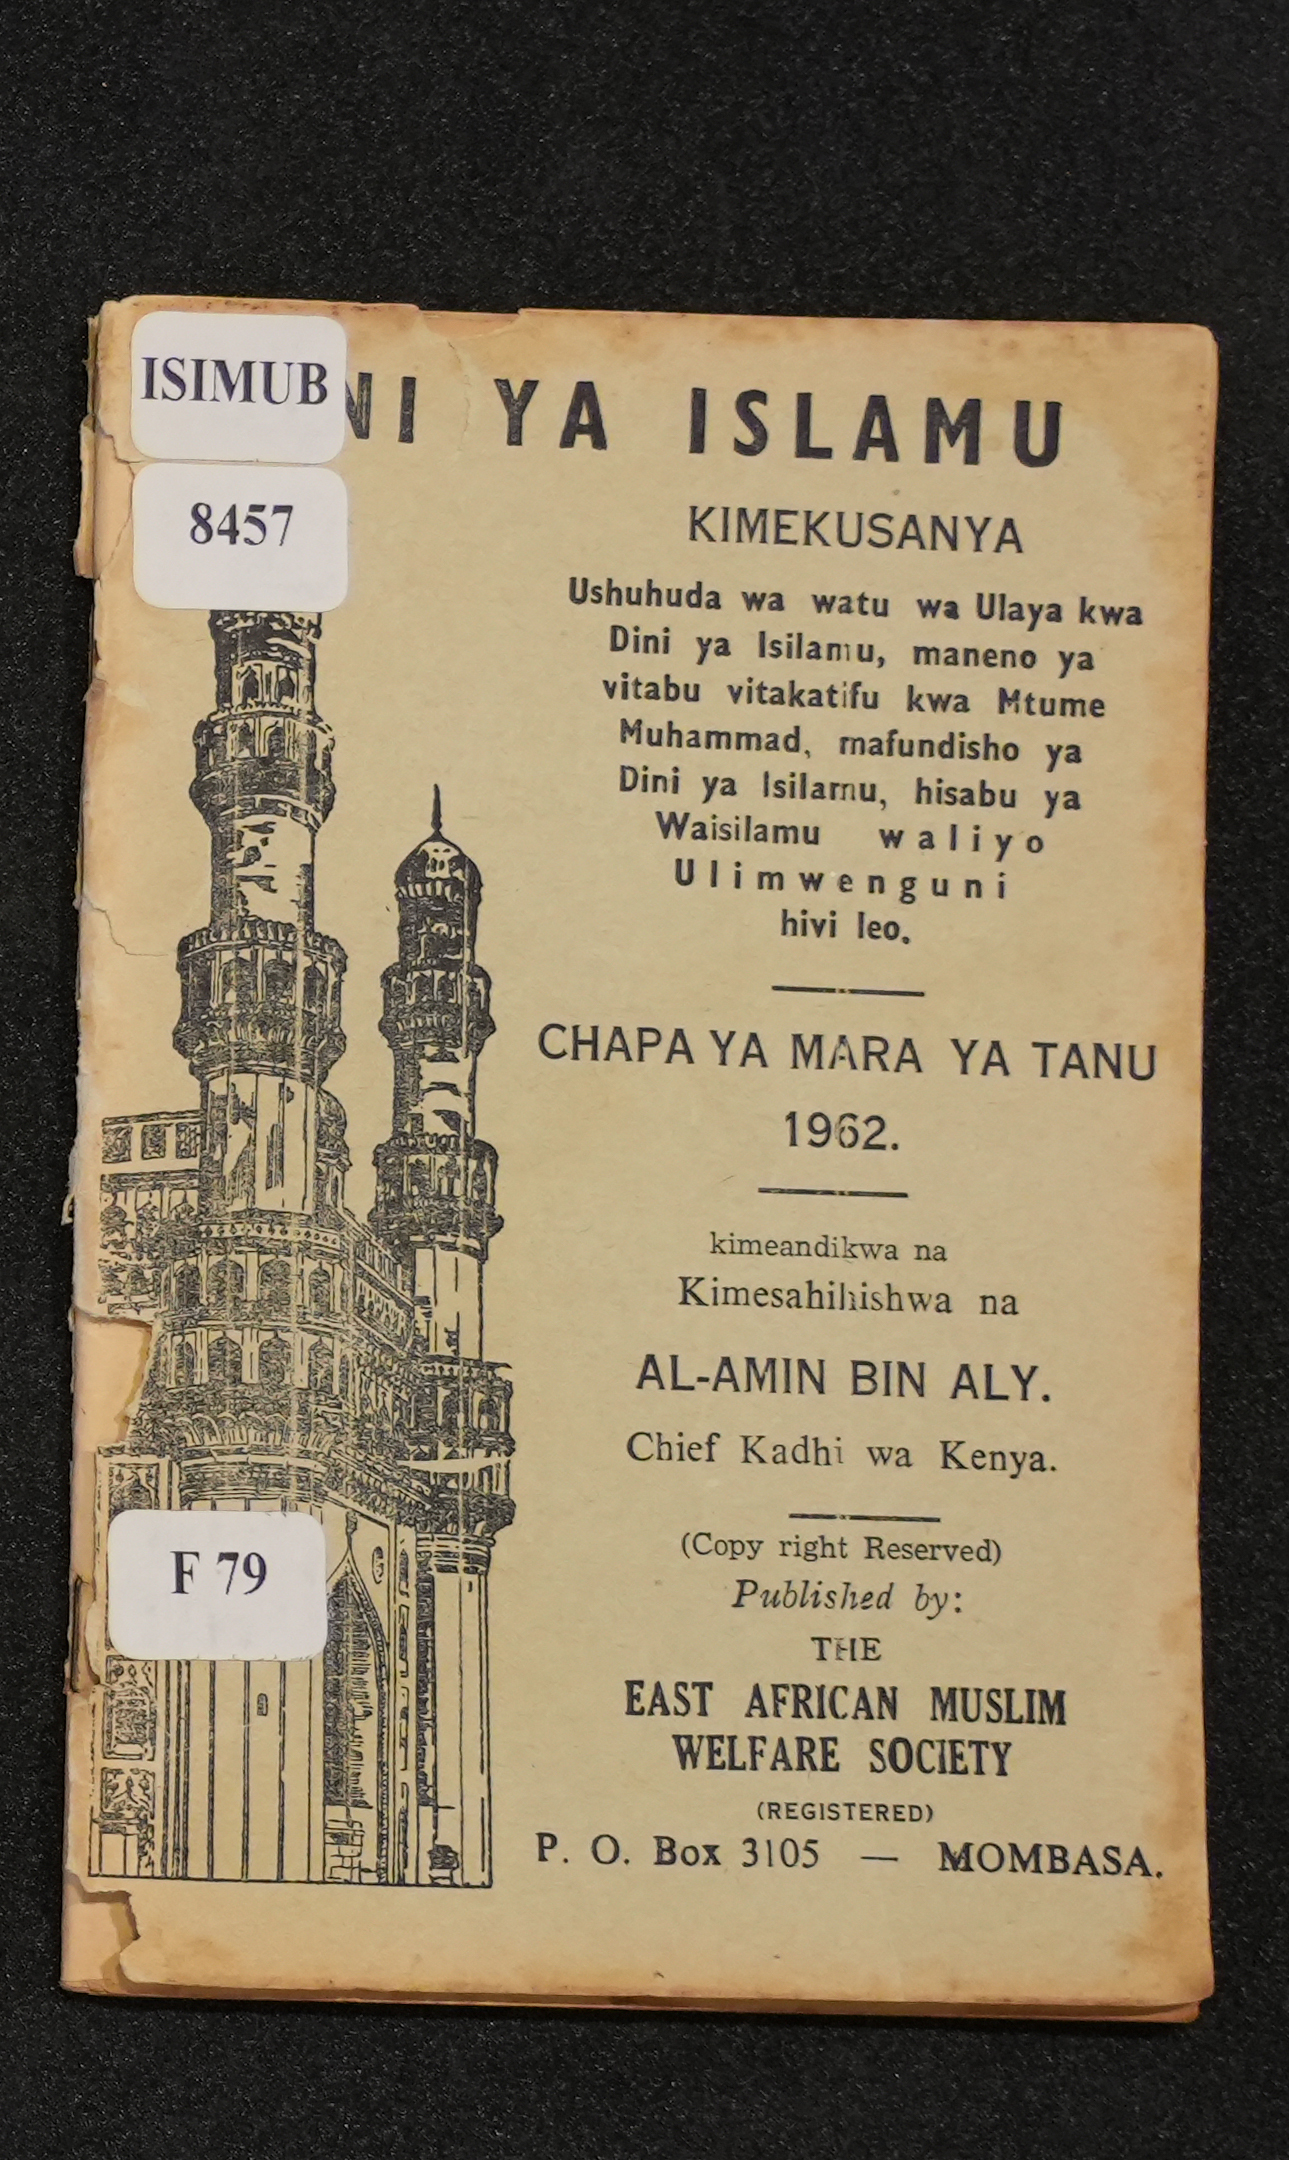 ISIMUB
NI YA ISLAMU
8457
KIMEKUSANYA
Ushuhuda wa watu wa Ulaya kwa
Dini ya Isilamu, maneno ya
vitabu vitakatifu kwa Mtume
Muhammad, mafundisho ya
Dini ya Isilamu, hisabu ya
Waisilamu waliyo
Ulimwenguni
hivi leo.
CHAPA YA MARA YA TANU
1962.
kimeandikwa na
Kimesahihishwa na
AL-AMIN BIN ALY.
Chief Kadhi wa Kenya.
F 79
(Copy right Reserved)
Published by:
THE
EAST AFRICAN MUSLIM
WELFARE SOCIETY
(REGISTERED)
P. O. Box 3105 — MOMBASA.